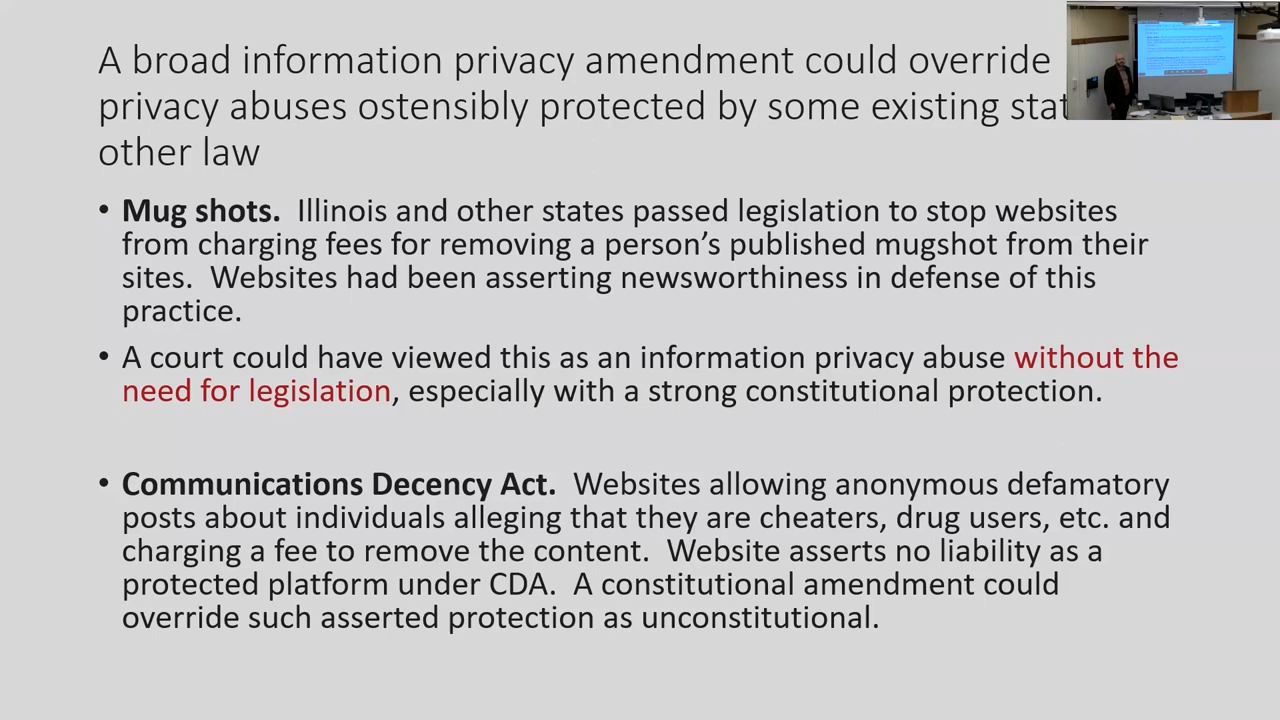 A broad information privacy amendment could override
privacy abuses ostensibly protected by some existing
other law
• Mug shots. Illinois and other states passed legislation to stop websites
from charging fees for removing a person's published mugshot from their
sites. Websites had been asserting newsworthiness in defense of this
practice.
• A court could have viewed this as an information privacy abuse without the
need for legislation, especially with a strong constitutional protection.
• Communications Decency Act. Websites allowing anonymous defamatory
posts about individuals alleging that they are cheaters, drug users, etc. and
charging a fee to remove the content. Website asserts no liability as a
protected platform under CDA. A constitutional amendment could
override such asserted protection as unconstitutional.